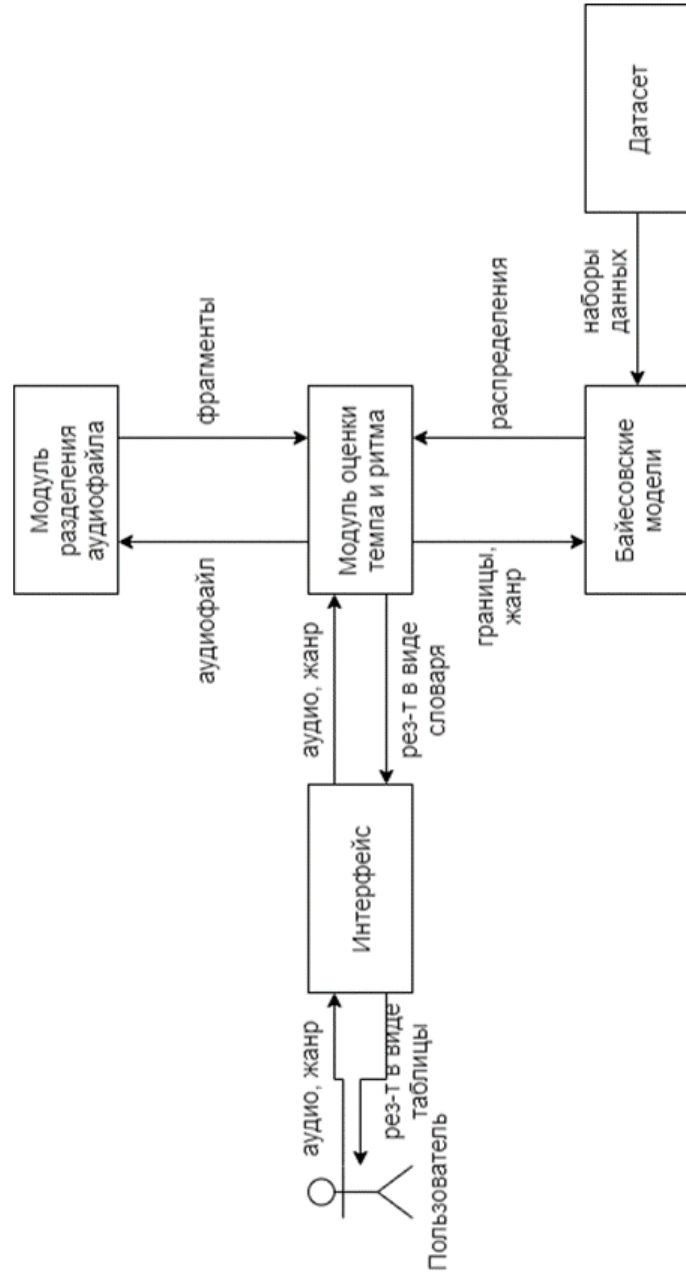 Модуль
разделения
аудиофайла
аудиофайл
фрагменты
Пользователь
аудио, жанр
рез-т в виде
таблицы
Интерфейс
аудио, жанр
рез-т в виде
словаря
Модуль оценки
темпа и ритма
границы,
жанр
распределения
Байесовские
модели
наборы
данных
Датасет